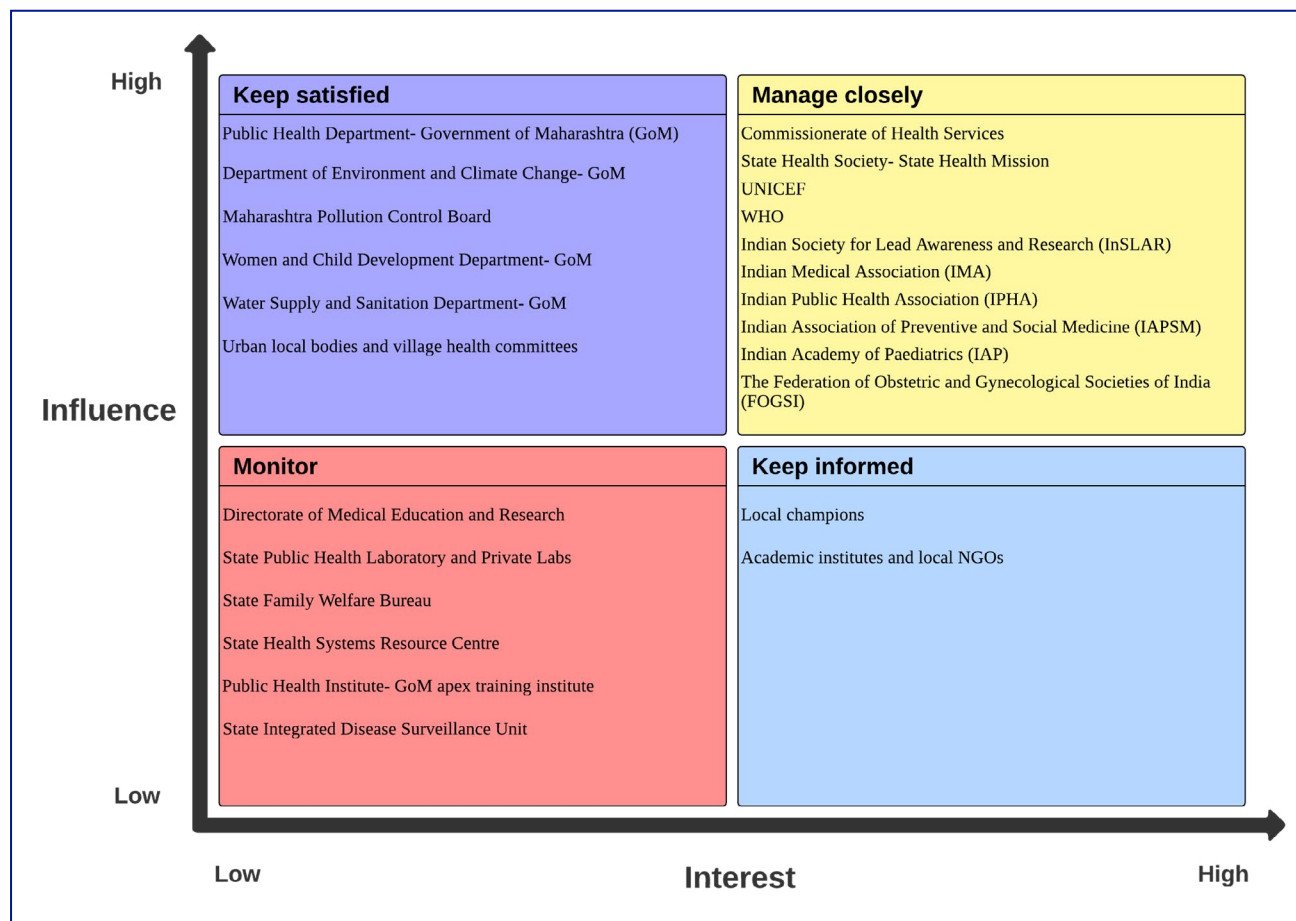 High
Keep satisfied
Public Health Department- Government of Maharashtra (GoM)
Department of Environment and Climate Change- GoM
Maharashtra Pollution Control Board
Women and Child Development Department- GoM
Water Supply and Sanitation Department- GoM
Urban local bodies and village health committees
Manage closely
Commissionerate of Health Services
State Health Society- State Health Mission
UNICEF
WHO
Indian Society for Lead Awareness and Research (InSLAR)
Indian Medical Association (IMA)
Indian Public Health Association (IPHA)
Indian Association of Preventive and Social Medicine (IAPSM)
Indian Academy of Paediatrics (IAP)
The Federation of Obstetric and Gynecological Societies of India
(FOGSI)
Influence
Monitor
Directorate of Medical Education and Research
State Public Health Laboratory and Private Labs
State Family Welfare Bureau
State Health Systems Resource Centre
Public Health Institute- GoM apex training institute
State Integrated Disease Surveillance Unit
Keep informed
Local champions
Academic institutes and local NGOs
Low
Low
Interest
High